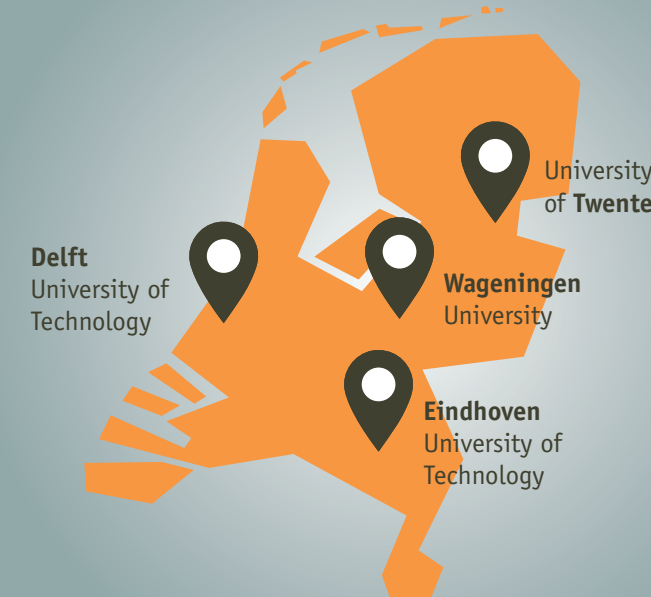 University
of Twente
Delft
University of
Technology
Wageningen
University
Eindhoven
University of
Technology